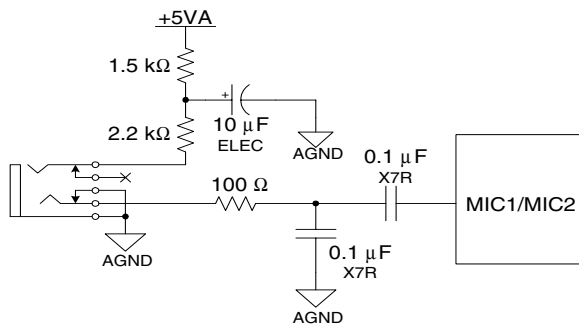 +5VA
1.5 kΩ
2.2 kΩ
+
10 μF
ELEC
AGND
0.1 μF
X7R
100 Ω
MIC1/MIC2
AGND
0.1 μF
X7R
AGND